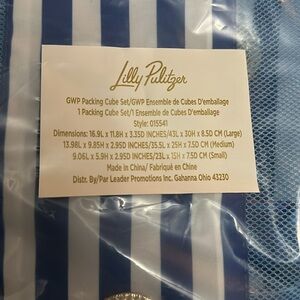 Lilly Pulitzer
GWP Packing Cube Set/GWP Ensemble de Cubes D'emballage
1 Packing Cube Set/1 Ensemble de Cubes D'emballage
Style: 015541
Dimensions: 16.9L x 11.8H x 3.35D INCHES/43L x 30H x 8.5D CM (Large)
13.98L x 9.85H x 2.95D INCHES/35.5L x 25H x 7.5D CM (Medium)
9.06L x 5.9H x 2.95D INCHES/23L x 15H x 7.5D CM (Small)
Made in China/ Fabriqué en Chine
Distr. By/Par Leader Promotions Inc. Gahanna Ohio 43230